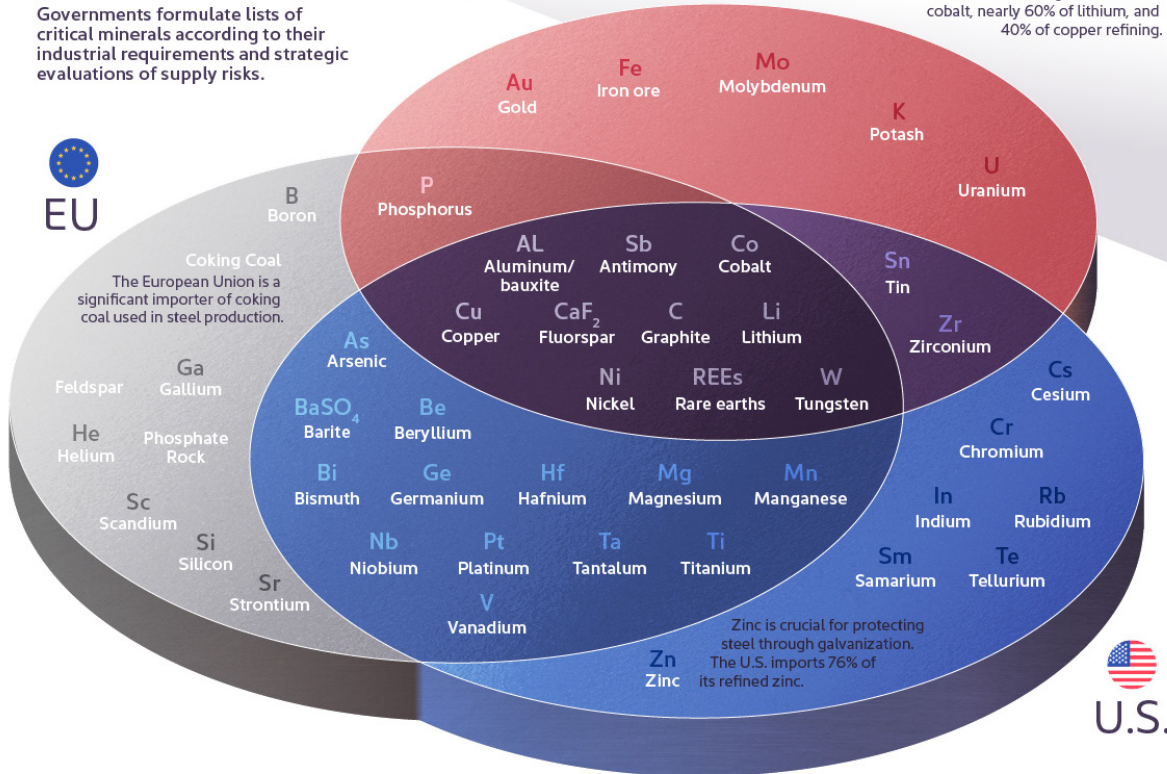 Governments formulate lists of
critical minerals according to their
industrial requirements and strategic
evaluations of supply risks.
cobalt, nearly 60% of lithium, and
40% of copper refining.
EU
Au
Gold
Fe
Iron ore
Mo
Molybdenum
K
Potash
U
Uranium
B
Boron
P
Phosphorus
Coking Coal
The European Union is a
significant importer of coking
coal used in steel production.
AL
Aluminum/
bauxite
Sb
Antimony
Co
Cobalt
Sn
Tin
Cu
Copper
CaF₂
Fluorspar
C
Graphite
Li
Lithium
Zr
Zirconium
As
Arsenic
Ni
Nickel
REEs
Rare earths
W
Tungsten
Cs
Cesium
Feldspar
Ga
Gallium
BaSO₄
Barite
Be
Beryllium
Cr
Chromium
He
Helium
Phosphate
Rock
Bi
Bismuth
Ge
Germanium
Hf
Hafnium
Mg
Magnesium
Mn
Manganese
In
Indium
Rb
Rubidium
Sc
Scandium
Si
Silicon
Sr
Strontium
Nb
Niobium
Pt
Platinum
Ta
Tantalum
Ti
Titanium
Sm
Samarium
Te
Tellurium
V
Vanadium
Zn
Zinc
Zinc is crucial for protecting
steel through galvanization.
The U.S. imports 76% of
its refined zinc.
U.S.